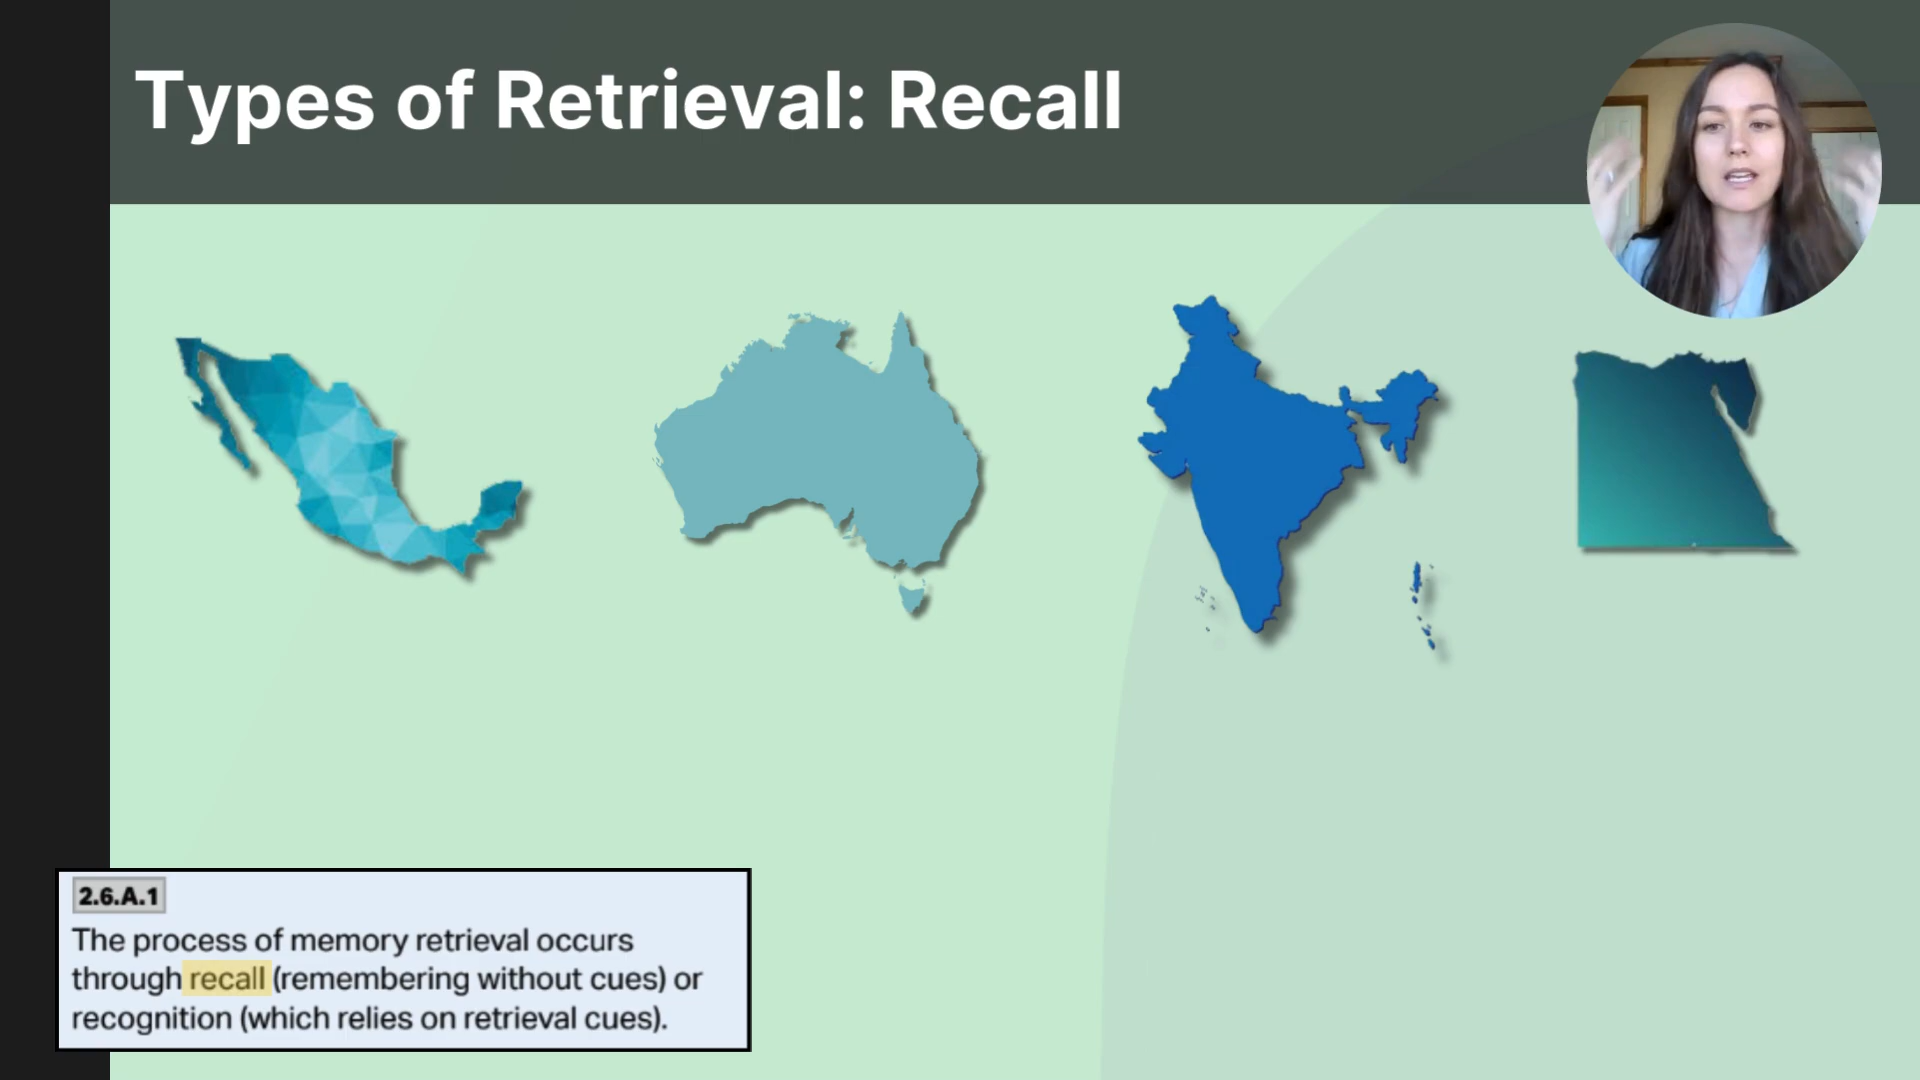 Types of Retrieval: Recall
2.6.A.1
The process of memory retrieval occurs
through recall (remembering without cues) or
recognition (which relies on retrieval cues).